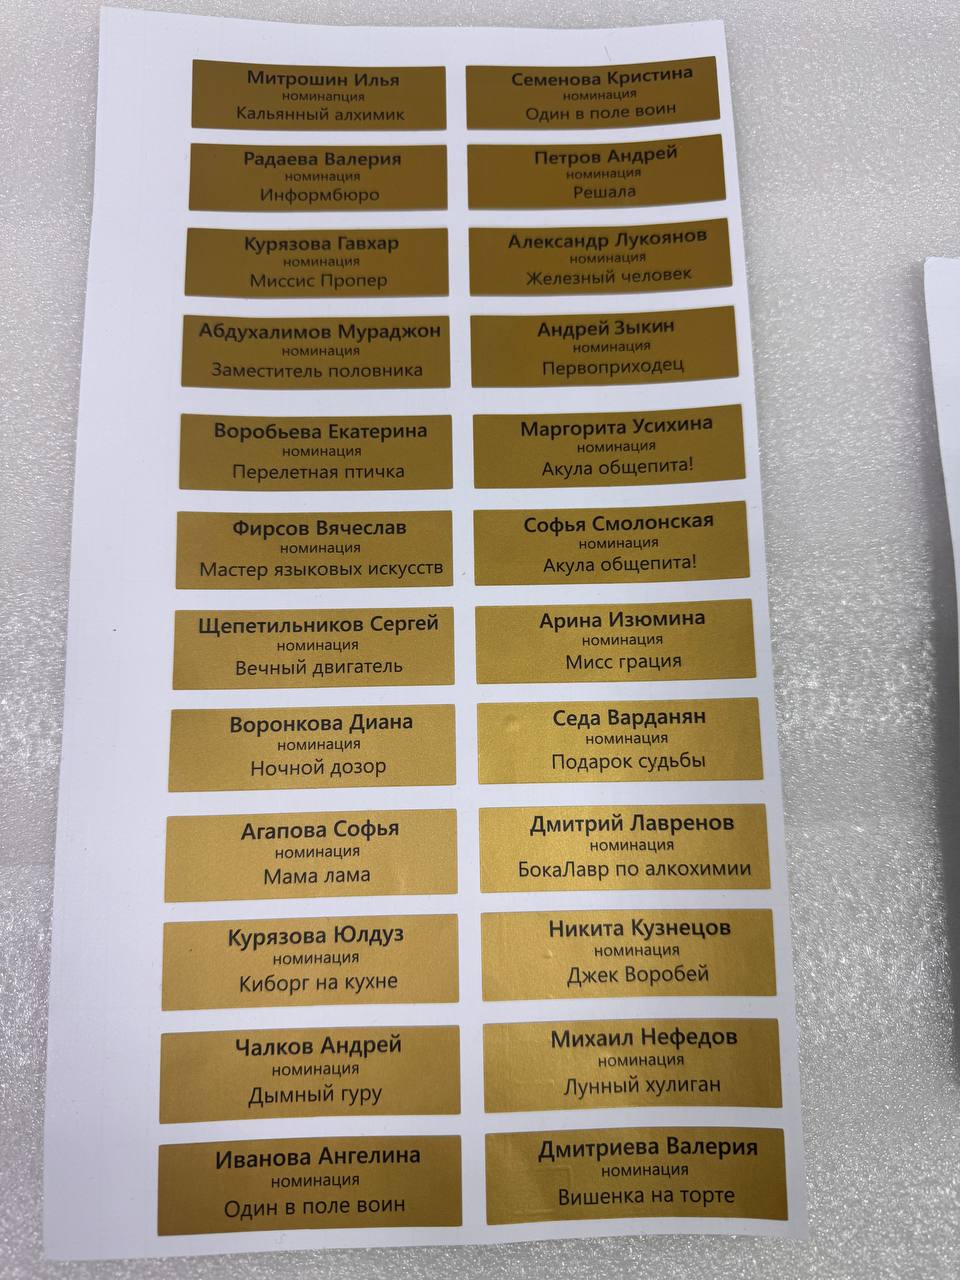 Митрошин Илья
номинапция
Кальянный алхимик
Семенова Кристина
номинация
Один в поле воин
Радаева Валерия
номинация
Информбюро
Петров Андрей
номинация
Решала
Курязова Гавхар
номинация
Миссис Пропер
Александр Лукоянов
номинация
Железный человек
Абдухалимов Мураджон
номинация
Заместитель половника
Андрей Зыкин
номинация
Первоприходец
Воробьева Екатерина
номинация
Перелетная птичка
Маргорита Усихина
номинация
Акула общепита!
Фирсов Вячеслав
номинация
Мастер языковых искусств
Софья Смолонская
номинация
Акула общепита!
Щепетильников Сергей
номинация
Вечный двигатель
Арина Изюмина
номинация
Мисс грация
Воронкова Диана
номинация
Ночной дозор
Седа Варданян
номинация
Подарок судьбы
Агапова Софья
номинация
Мама лама
Дмитрий Лавренов
номинация
БокаЛавр по алкохимии
Курязова Юлдуз
номинация
Киборг на кухне
Никита Кузнецов
номинация
Джек Воробей
Чалков Андрей
номинация
Дымный гуру
Михаил Нефедов
номинация
Лунный хулиган
Иванова Ангелина
номинация
Один в поле воин
Дмитриева Валерия
номинация
Вишенка на торте